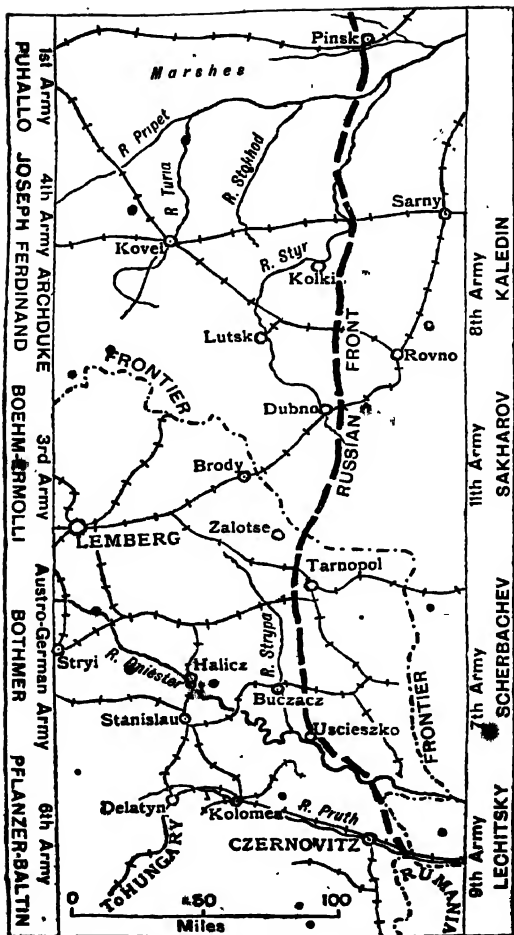 1st Army
PUHALLO
4th Army ARCHDUKE
JOSEPH FERDINAND
3rd Army
BOEHM-ERMOLLI
Austro-German Army
BOTHMER
6th Army
PFLANZER-BALTIN
Pinsk
Marshes
R Pripet
R Turia
R. Stokhod
Sarny
Kovel
R. Styr
Kolki
Lutsk
Rovno
FRONTIER
RUSSIAN FRONT
Dubno
Brody
Zalotse
LEMBERG
Tarnopol
Stryi
R. Dniester
Halicz
R. Strypa
Buczacz
Stanislau
Uscieszko
FRONTIER
Delatyn
Kolomea
R. Pruth
CZERNOVITZ
To HUNGARY
0 50 100
Miles
8th Army
KALEDIN
11th Army
SAKHAROV
7th Army
SCHERBACHEV
9th Army
LECHITSKY